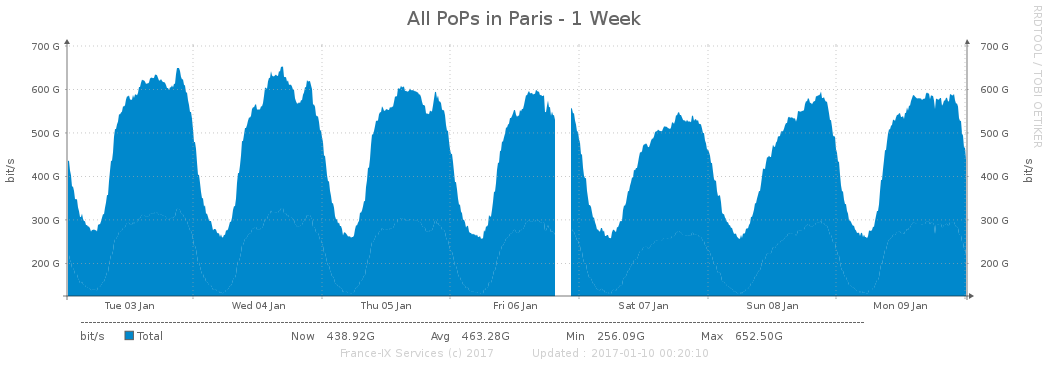 All PoPs in Paris - 1 Week
RRDTOOL / TOBI OETIKER
700 G 700 G
600 G 600 G
500 G 500 G
400 G 400 G
300 G 300 G
200 G 200 G
bit/s bit/s
Tue 03 Jan Wed 04 Jan Thu 05 Jan Fri 06 Jan Sat 07 Jan Sun 08 Jan Mon 09 Jan
bit/s Total Now 438.92G Avg 463.28G Min 256.09G Max 652.50G
France-IX Services (c) 2017 Updated : 2017-01-10 00:20:10